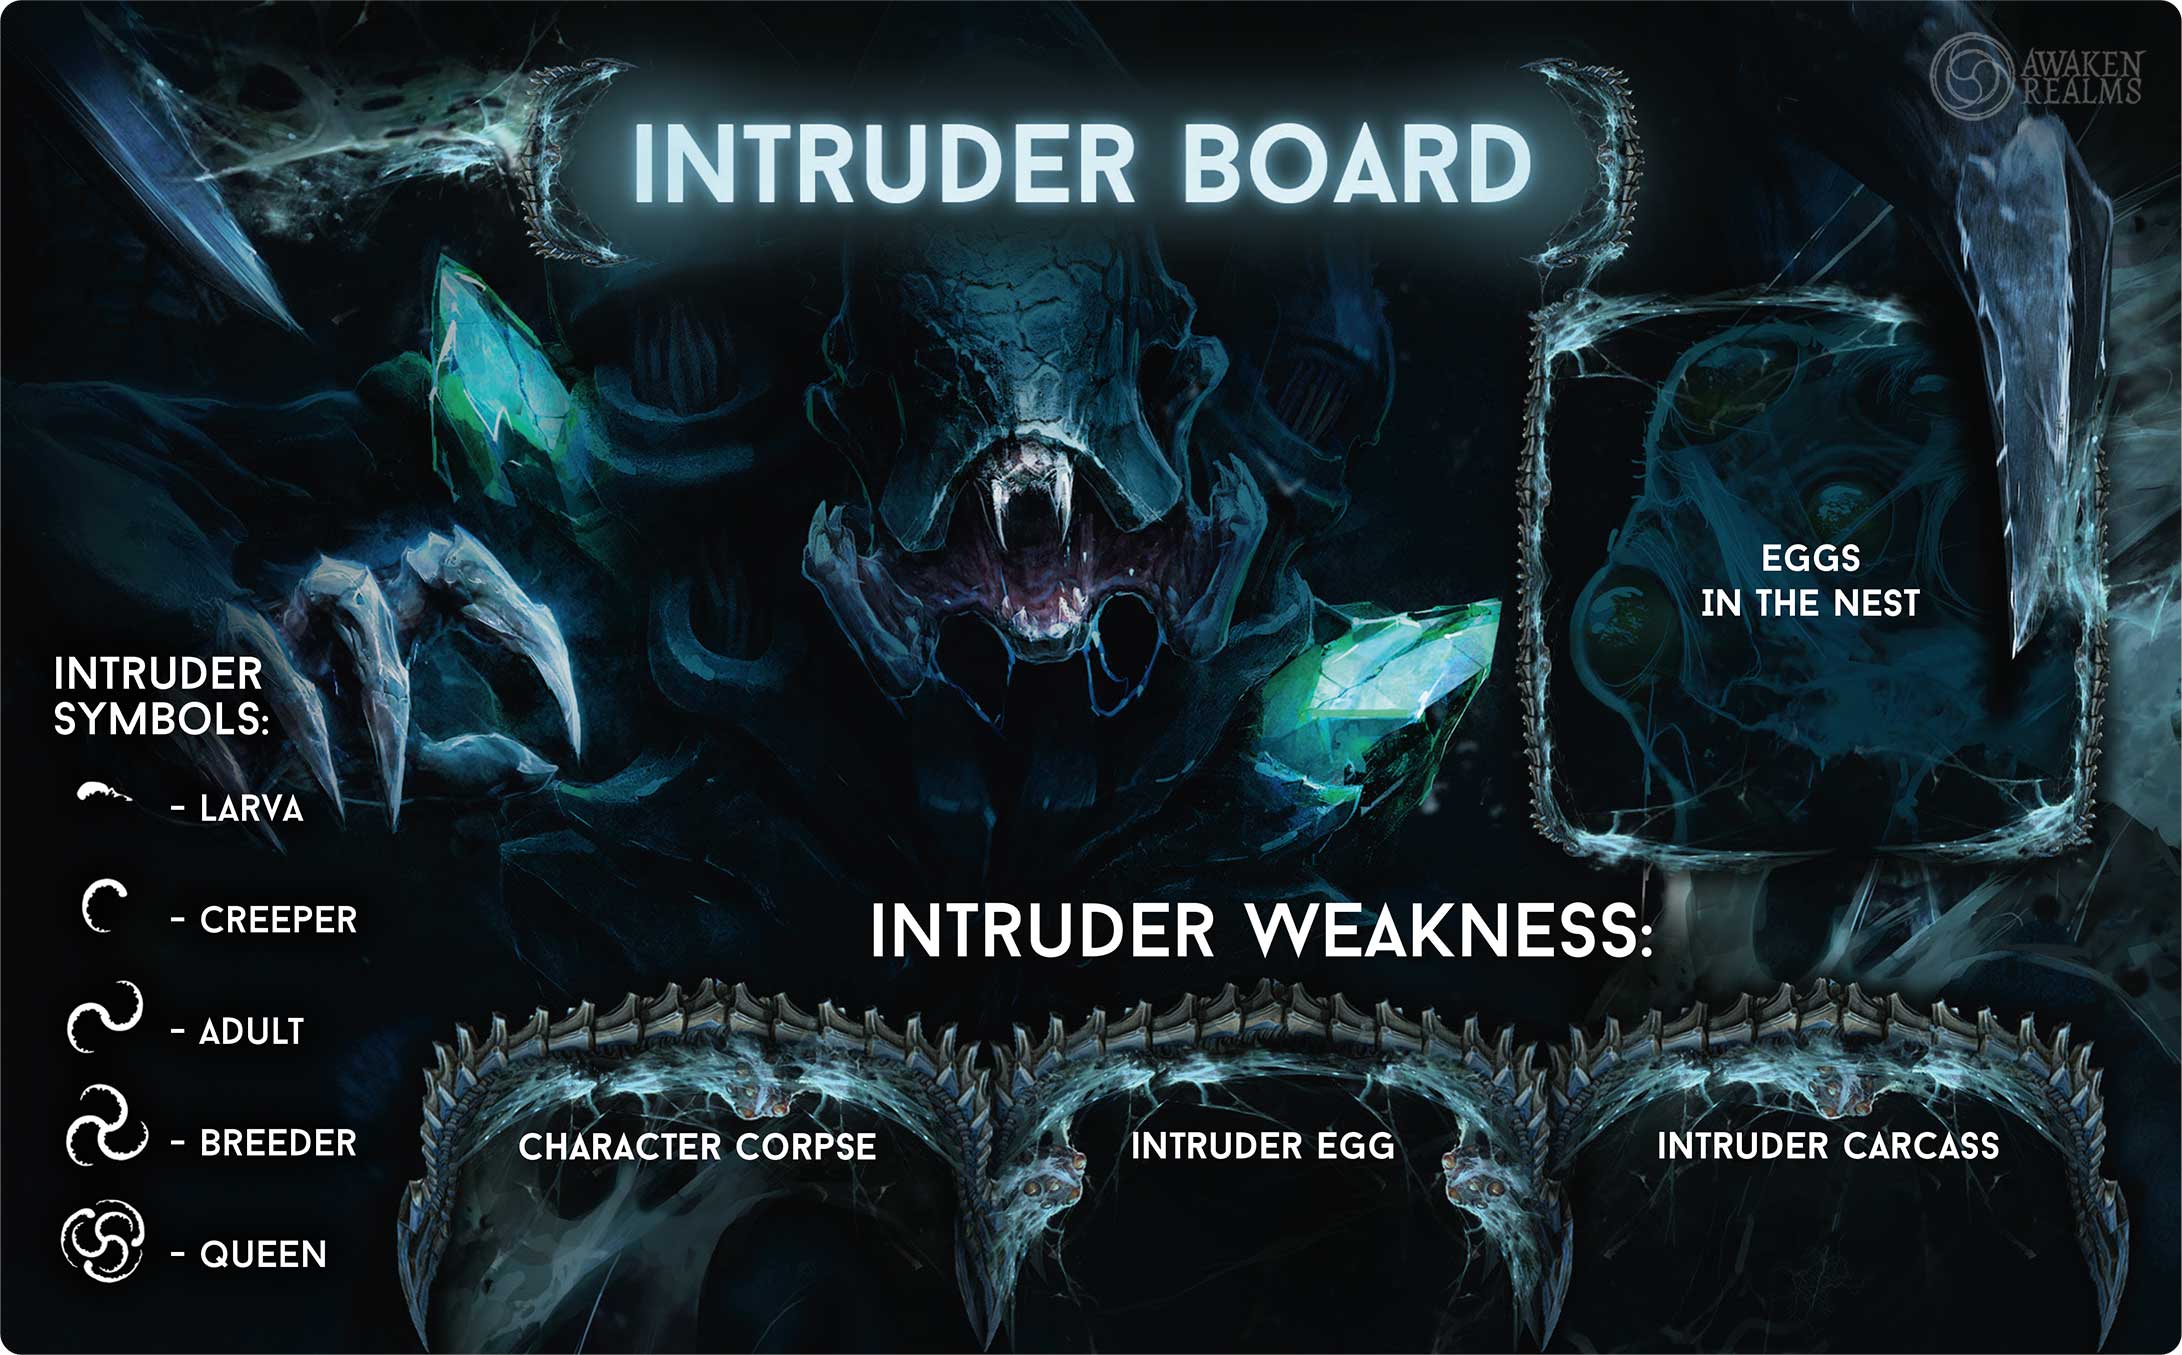 AWAKEN
REALMS
INTRUDER BOARD
EGGS
IN THE NEST
INTRUDER
SYMBOLS:
- LARVA
- CREEPER
- ADULT
- BREEDER
- QUEEN
INTRUDER WEAKNESS:
CHARACTER CORPSE
INTRUDER EGG
INTRUDER CARCASS